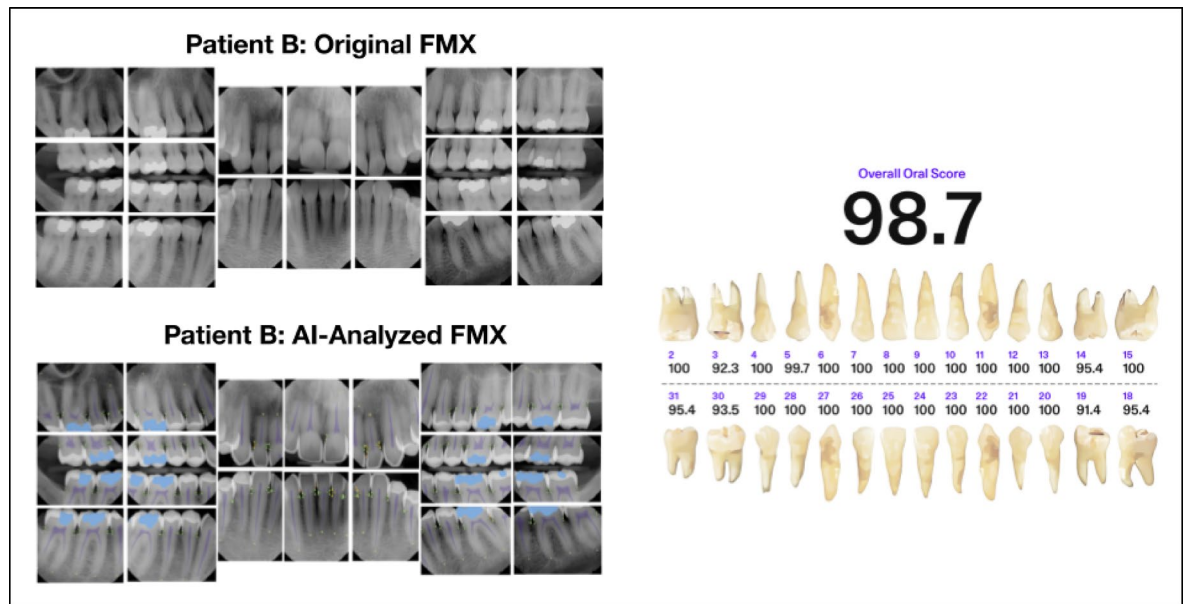 Patient B: Original FMX
Patient B: AI-Analyzed FMX
Overall Oral Score
98.7
2 3 4 5 6 7 8 9 10 11 12 13 14 15
100 92.3 100 99.7 100 100 100 100 100 100 100 100 95.4 100
31 30 29 28 27 26 25 24 23 22 21 20 19 18
95.4 93.5 100 100 100 100 100 100 100 100 100 100 91.4 95.4